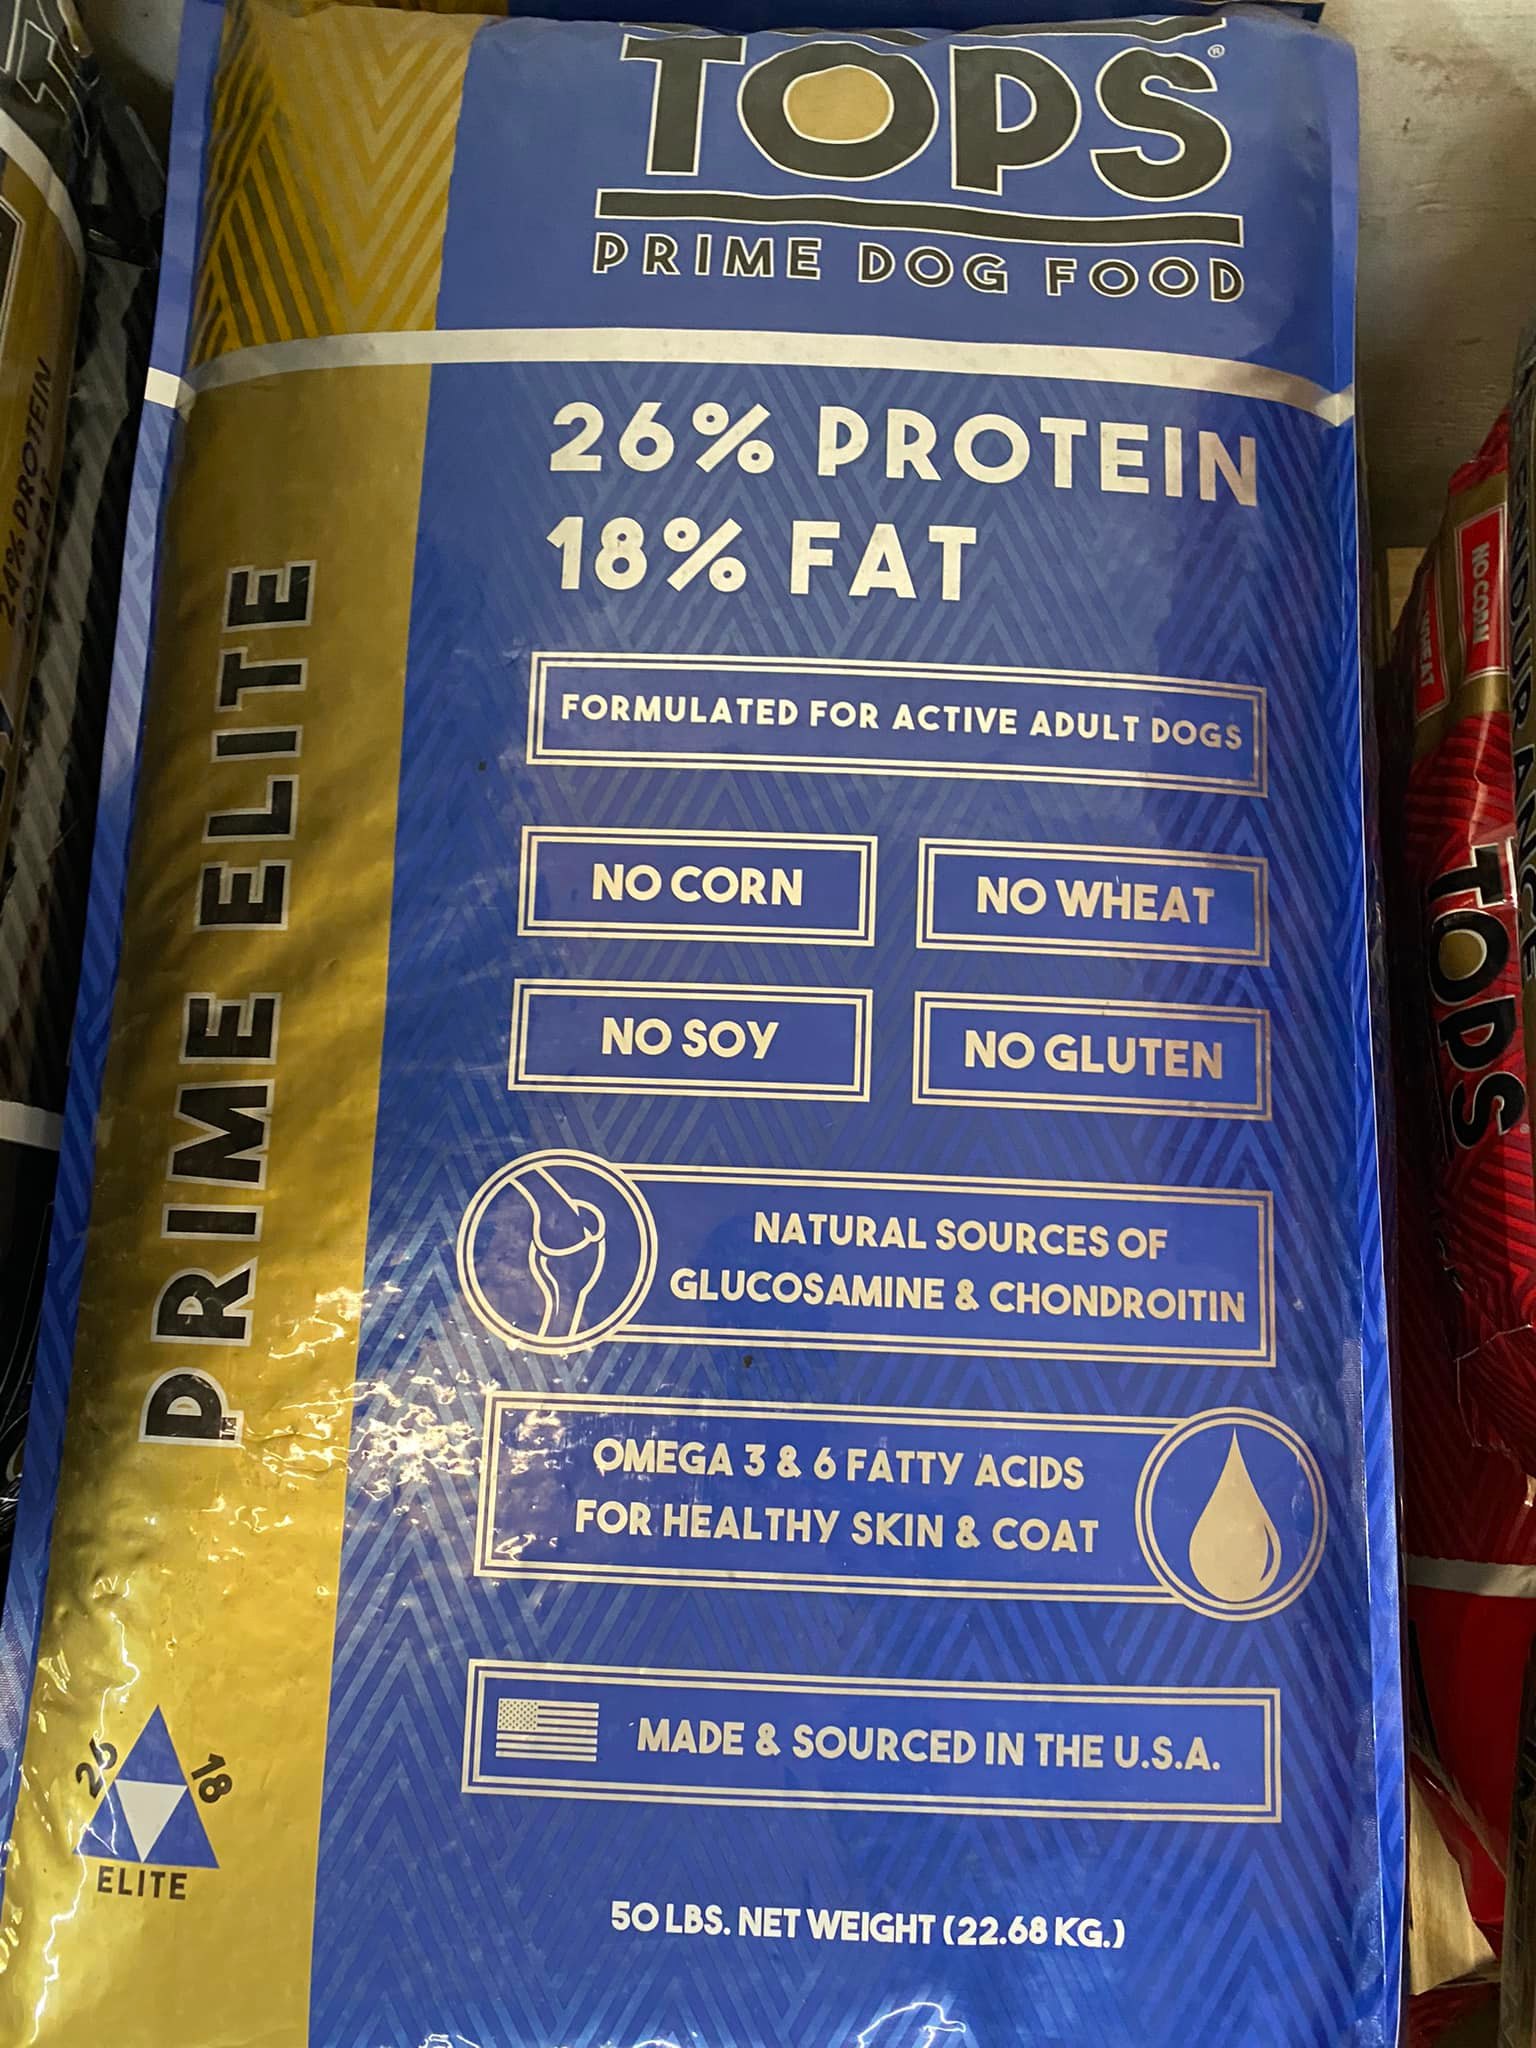 TOPS®
PRIME DOG FOOD
26% PROTEIN
18% FAT
FORMULATED FOR ACTIVE ADULT DOGS
NO CORN
NO WHEAT
NO SOY
NO GLUTEN
NATURAL SOURCES OF
GLUCOSAMINE & CHONDROITIN
OMEGA 3 & 6 FATTY ACIDS
FOR HEALTHY SKIN & COAT
MADE & SOURCED IN THE U.S.A.
50 LBS. NET WEIGHT (22.68 KG.)
PRIME ELITE
26 18
ELITE
24% PROTEIN
NO CORN
TOPS